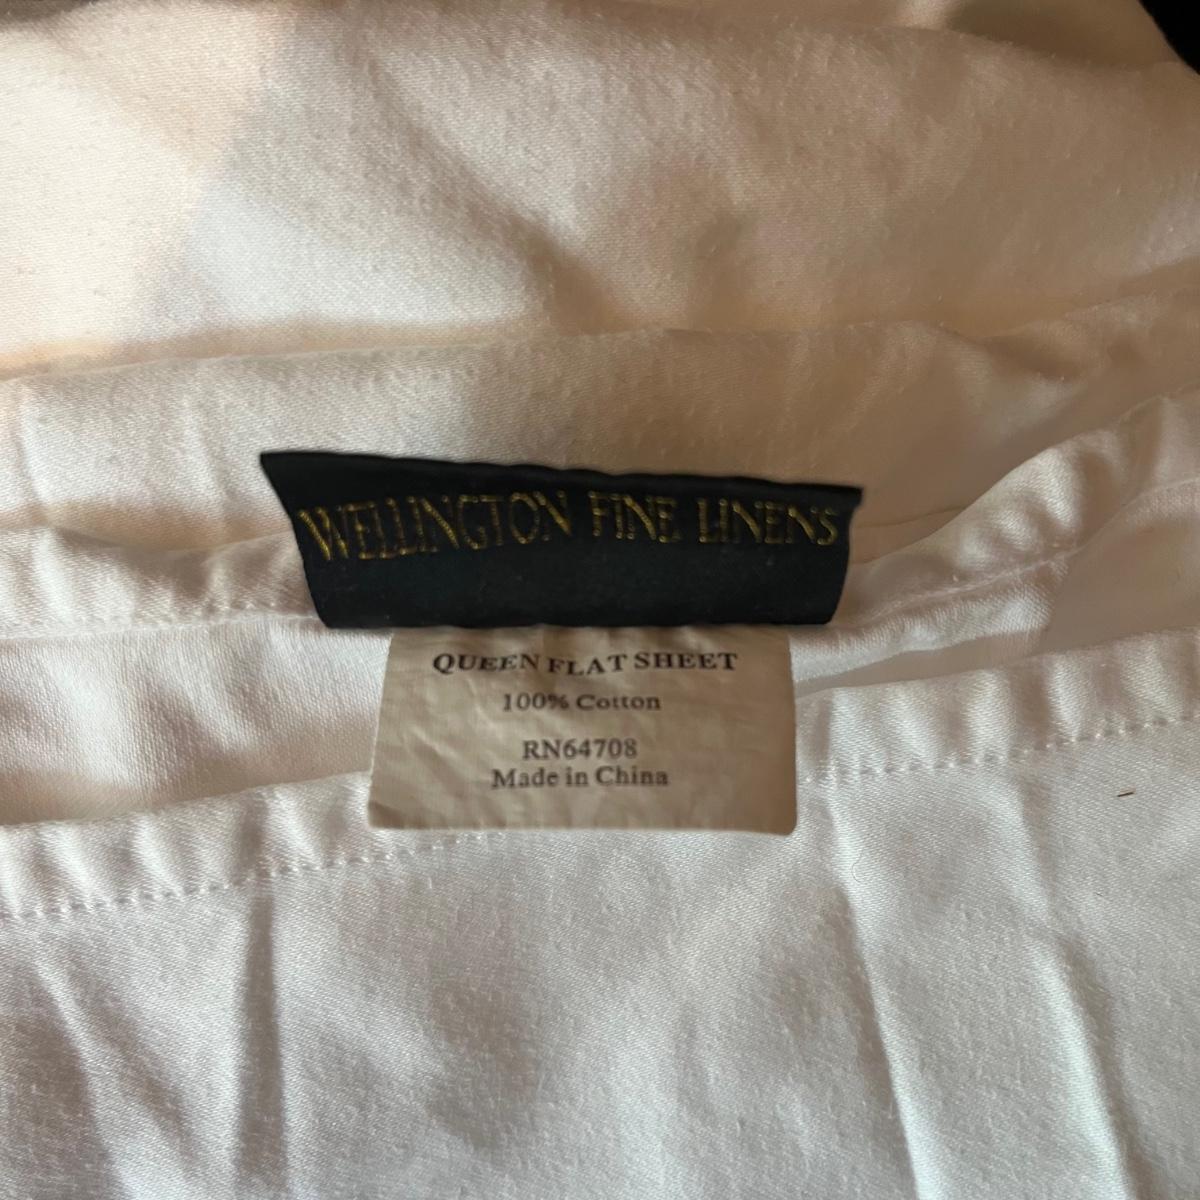 WELLINGTON FINE LINENS
QUEEN FLAT SHEET
100% Cotton
RN64708
Made in China